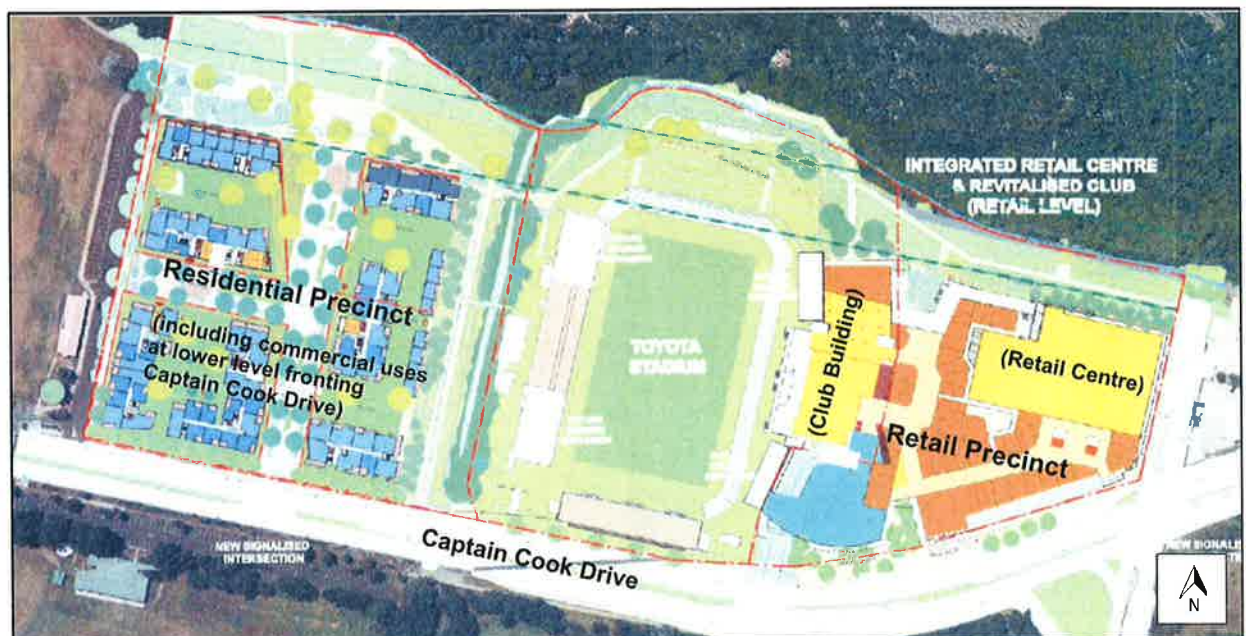 INTEGRATED RETAIL CENTRE
& REVITALISED CLUB
(RETAIL LEVEL)
Residential Precinct
(including commercial uses
at lower level fronting
Captain Cook Drive)
TOYOTA
STADIUM
(Club Building)
(Retail Centre)
Retail Precinct
NEW SIGNALISED
INTERSECTION
Captain Cook Drive
NEW
N